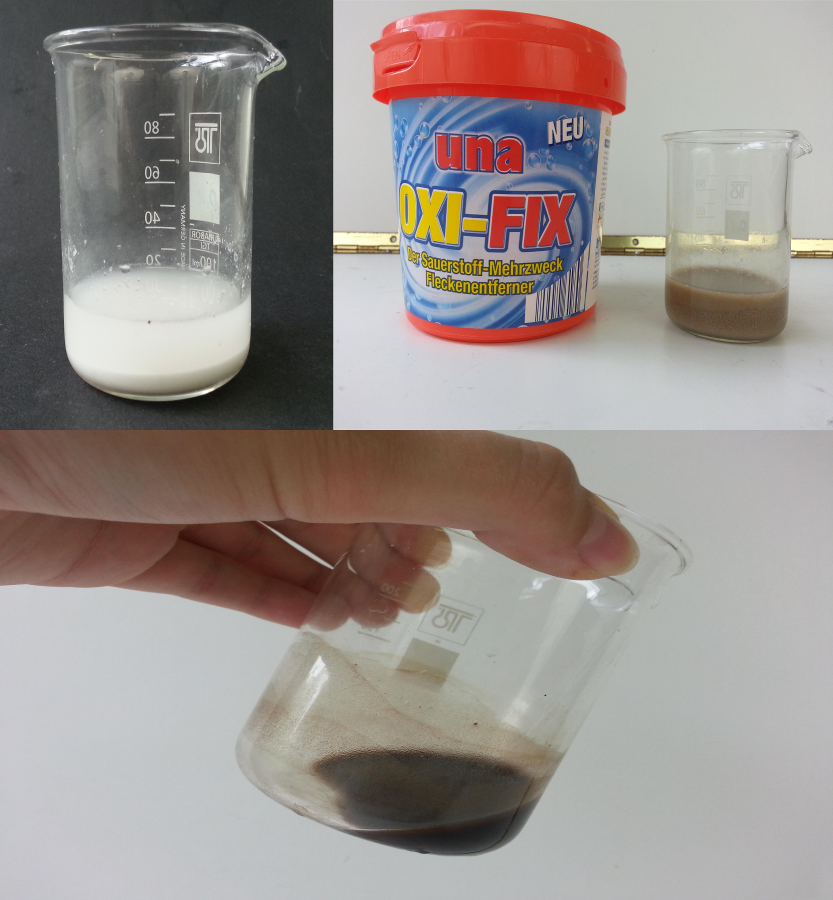 80
60
40
20
NEU
una
OXI-FIX
Der Sauerstoff-Mehrzweck
Fleckenentferner